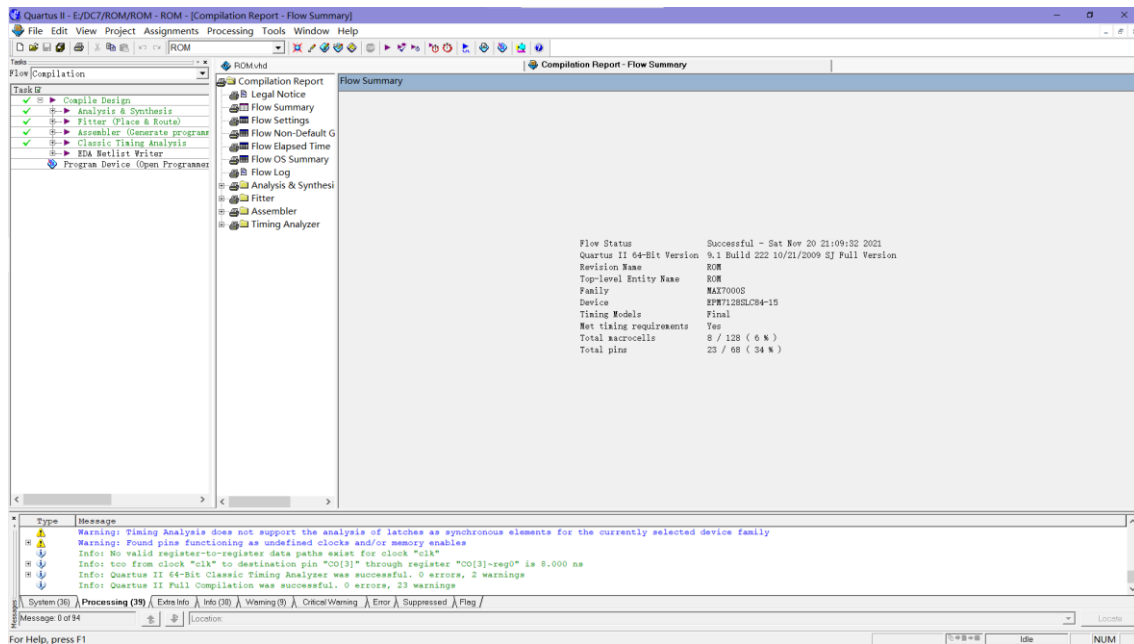 Quartus II - E:/DC7/ROM/ROM - ROM - [Compilation Report - Flow Summary]
File Edit View Project Assignments Processing Tools Window Help
ROM
Tasks
Flow Compilation
Task
Compile Design
Analysis & Synthesis
Fitter (Place & Route)
Assembler (Generate programm
Classic Timing Analysis
EDA Netlist Writer
Program Device (Open Programmer
ROM.vhd
Compilation Report - Flow Summary
Compilation Report
Legal Notice
Flow Summary
Flow Settings
Flow Non-Default G
Flow Elapsed Time
Flow OS Summary
Flow Log
Analysis & Synthesi
Fitter
Assembler
Timing Analyzer
Flow Summary
Flow Status Successful - Sat Nov 20 21:09:32 2021
Quartus II 64-Bit Version 9.1 Build 222 10/21/2009 SJ Full Version
Revision Name ROM
Top-level Entity Name ROM
Family MAX7000S
Device EPM7128SLC84-15
Timing Models Final
Met timing requirements Yes
Total macrocells 8 / 128 ( 6 % )
Total pins 23 / 68 ( 34 % )
Type Message
Warning: Timing Analysis does not support the analysis of latches as synchronous elements for the currently selected device family
Warning: Found pins functioning as undefined clocks and/or memory enables
Info: No valid register-to-register data paths exist for clock "clk"
Info: tco from clock "clk" to destination pin "CO[3]" through register "CO[3]~reg0" is 8.000 ns
Info: Quartus II 64-Bit Classic Timing Analyzer was successful. 0 errors, 2 warnings
Info: Quartus II Full Compilation was successful. 0 errors, 23 warnings
System (36) Processing (39) Extra Info Info (30) Warning (9) Critical Warning Error Suppressed Flag
Messages
Message: 0 of 94 Location: Locate
For Help, press F1 Idle NUM